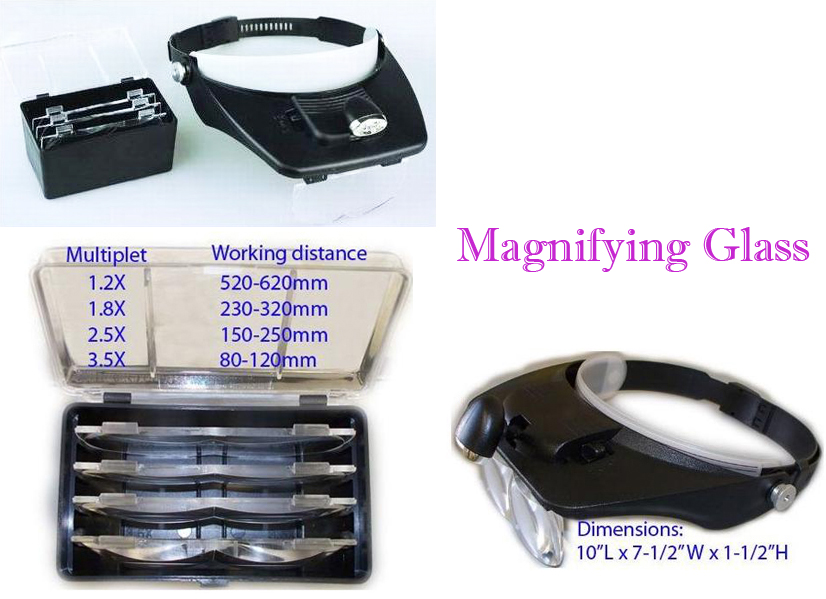 Multiplet Working distance
1.2X 520-620mm
1.8X 230-320mm
2.5X 150-250mm
3.5X 80-120mm
Magnifying Glass
Dimensions:
10"L x 7-1/2"W x 1-1/2"H